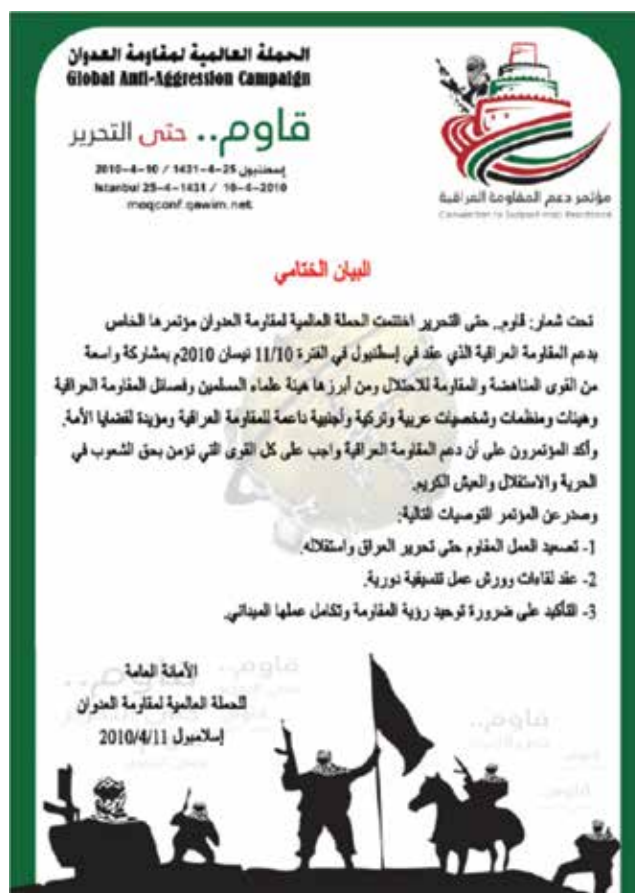 الحملة العالمية لمقاومة العدوان
Global Anti-Aggression Campaign
قاوم.. حتى التحرير
إسطنبول 25-4-1431 / 10-4-2010
Istanbul 25-4-1431 / 10-4-2010
moqconf.qawim.net
مؤتمر دعم المقاومة العراقية
Convention to Support Iraqi Resistance
البيان الختامي
تحت شعار: قاوم.. حتى التحرير اختتمت الحملة العالمية لمقاومة العدوان مؤتمرها الخاص
بدعم المقاومة العراقية الذي عقد في إسطنبول في الفترة 11/10 نيسان 2010م بمشاركة واسعة
من القوى المناهضة والمقاومة للاحتلال ومن أبرزها هيئة علماء المسلمين وفصائل المقاومة العراقية
وهيئات ومنظمات وشخصيات عربية وتركية وأجنبية داعمة للمقاومة العراقية ومؤيدة لقضايا الأمة.
وأكد المؤتمرون على أن دعم المقاومة العراقية واجب على كل القوى التي تؤمن بحق الشعوب في
الحرية والاستقلال والعيش الكريم.
وصدر عن المؤتمر التوصيات التالية:
1- تصعيد العمل المقاوم حتى تحرير العراق واستقلاله.
2- عقد لقاءات وورش عمل تنسيقية دورية.
3- التأكيد على ضرورة توحيد رؤية المقاومة وتكامل عملها الميداني.
الأمانة العامة
للحملة العالمية لمقاومة العدوان
إسلامبول 2010/4/11
قاوم..
قاوم..
قاوم..